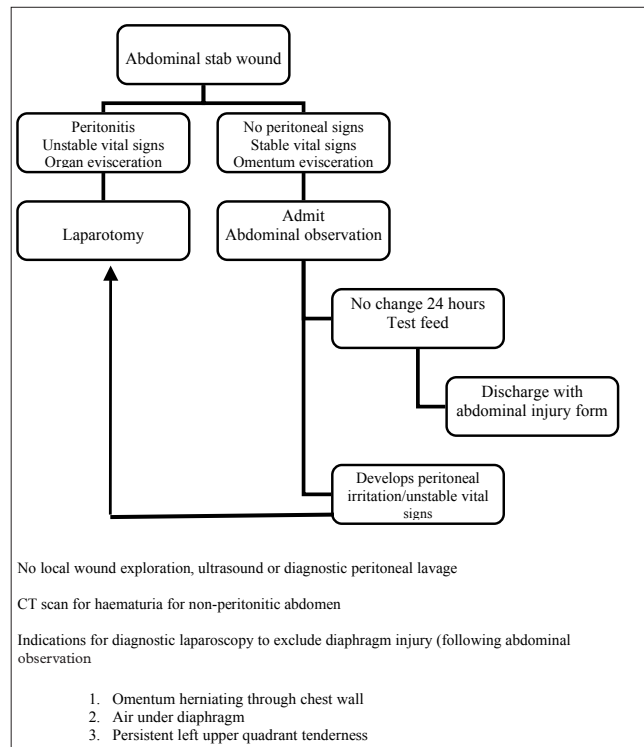 Abdominal stab wound
Peritonitis
Unstable vital signs
Organ evisceration
No peritoneal signs
Stable vital signs
Omentum evisceration
Laparotomy
Admit
Abdominal observation
No change 24 hours
Test feed
Discharge with
abdominal injury form
Develops peritoneal
irritation/unstable vital
signs
No local wound exploration, ultrasound or diagnostic peritoneal lavage
CT scan for haematuria for non-peritonitic abdomen
Indications for diagnostic laparoscopy to exclude diaphragm injury (following abdominal
observation
1. Omentum herniating through chest wall
2. Air under diaphragm
3. Persistent left upper quadrant tenderness